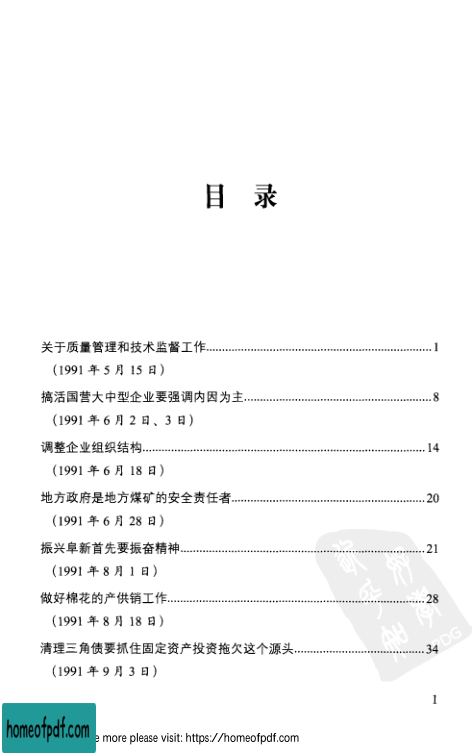 目 录
关于质量管理和技术监督工作........................1
（1991 年 5 月 15 日）
搞活国营大中型企业要强调内因为主........................8
（1991 年 6 月 2 日、3 日）
调整企业组织结构........................14
（1991 年 6 月 18 日）
地方政府是地方煤矿的安全责任者........................20
（1991 年 6 月 28 日）
振兴阜新首先要振奋精神........................21
（1991 年 8 月 1 日）
做好棉花的产供销工作........................28
（1991 年 8 月 18 日）
清理三角债要抓住固定资产投资拖欠这个源头........................34
（1991 年 9 月 3 日）
1
homeofpdf.com
e more please visit: https://homeofpdf.com